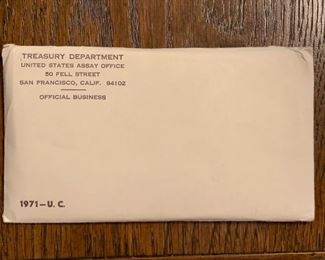 TREASURY DEPARTMENT
UNITED STATES ASSAY OFFICE
50 FELL STREET
SAN FRANCISCO, CALIF. 94102
OFFICIAL BUSINESS
1971—U. C.